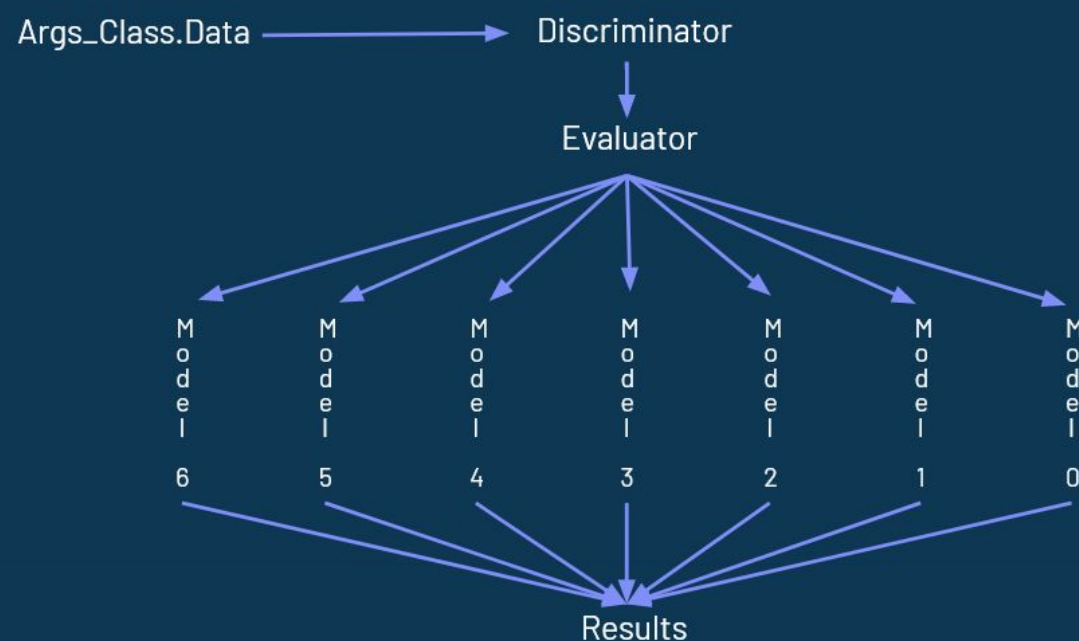 Args_Class.Data
Discriminator
Evaluator
Model 6
Model 5
Model 4
Model 3
Model 2
Model 1
Model 0
Results